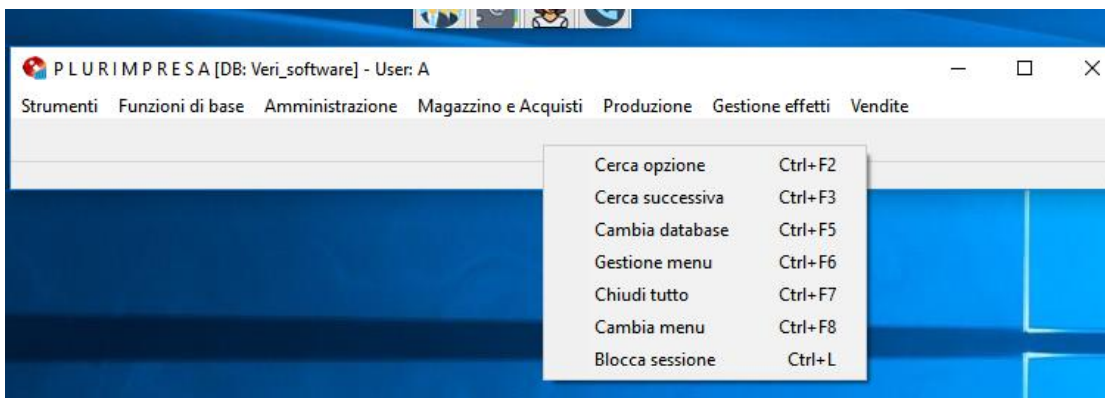 P L U R I M P R E S A [DB: Veri_software] - User: A
Strumenti Funzioni di base Amministrazione Magazzino e Acquisti Produzione Gestione effetti Vendite
Cerca opzione Ctrl+F2
Cerca successiva Ctrl+F3
Cambia database Ctrl+F5
Gestione menu Ctrl+F6
Chiudi tutto Ctrl+F7
Cambia menu Ctrl+F8
Blocca sessione Ctrl+L